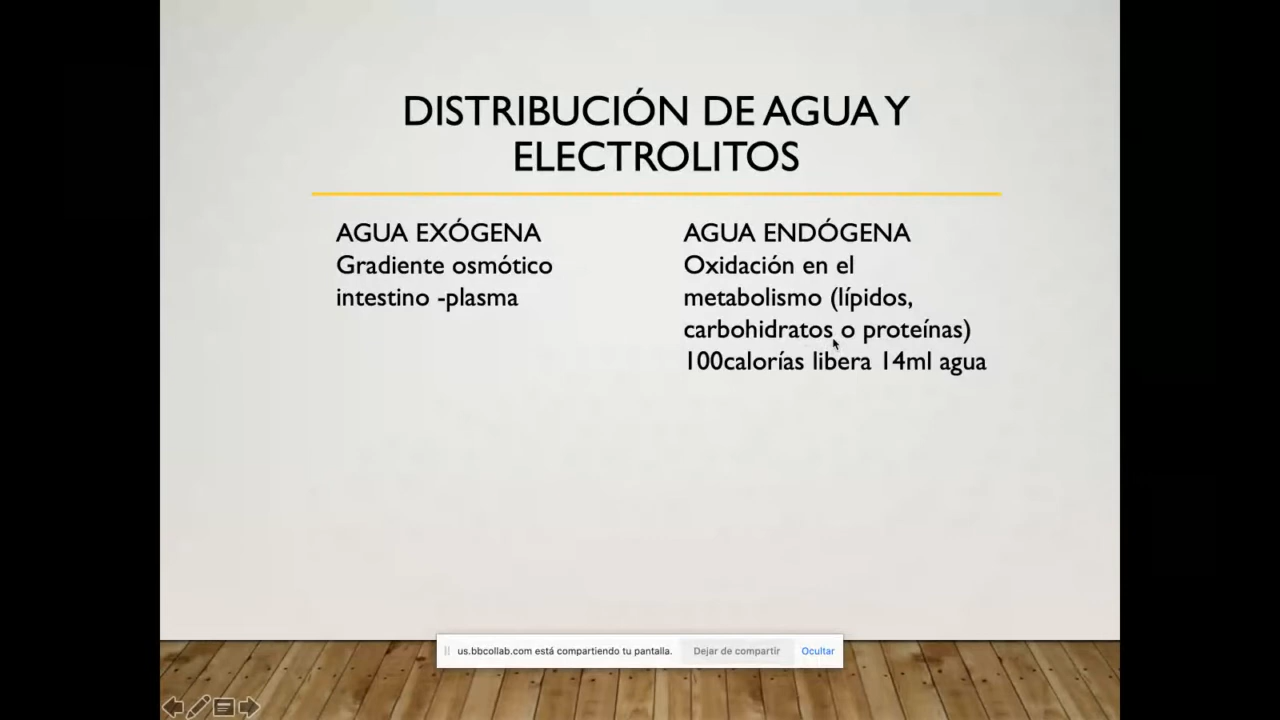 DISTRIBUCIÓN DE AGUA Y
ELECTROLITOS
AGUA EXÓGENA
Gradiente osmótico
intestino -plasma
AGUA ENDÓGENA
Oxidación en el
metabolismo (lípidos,
carbohidratos o proteínas)
100calorías libera 14ml agua
us.bbcollab.com está compartiendo tu pantalla. Dejar de compartir Ocultar